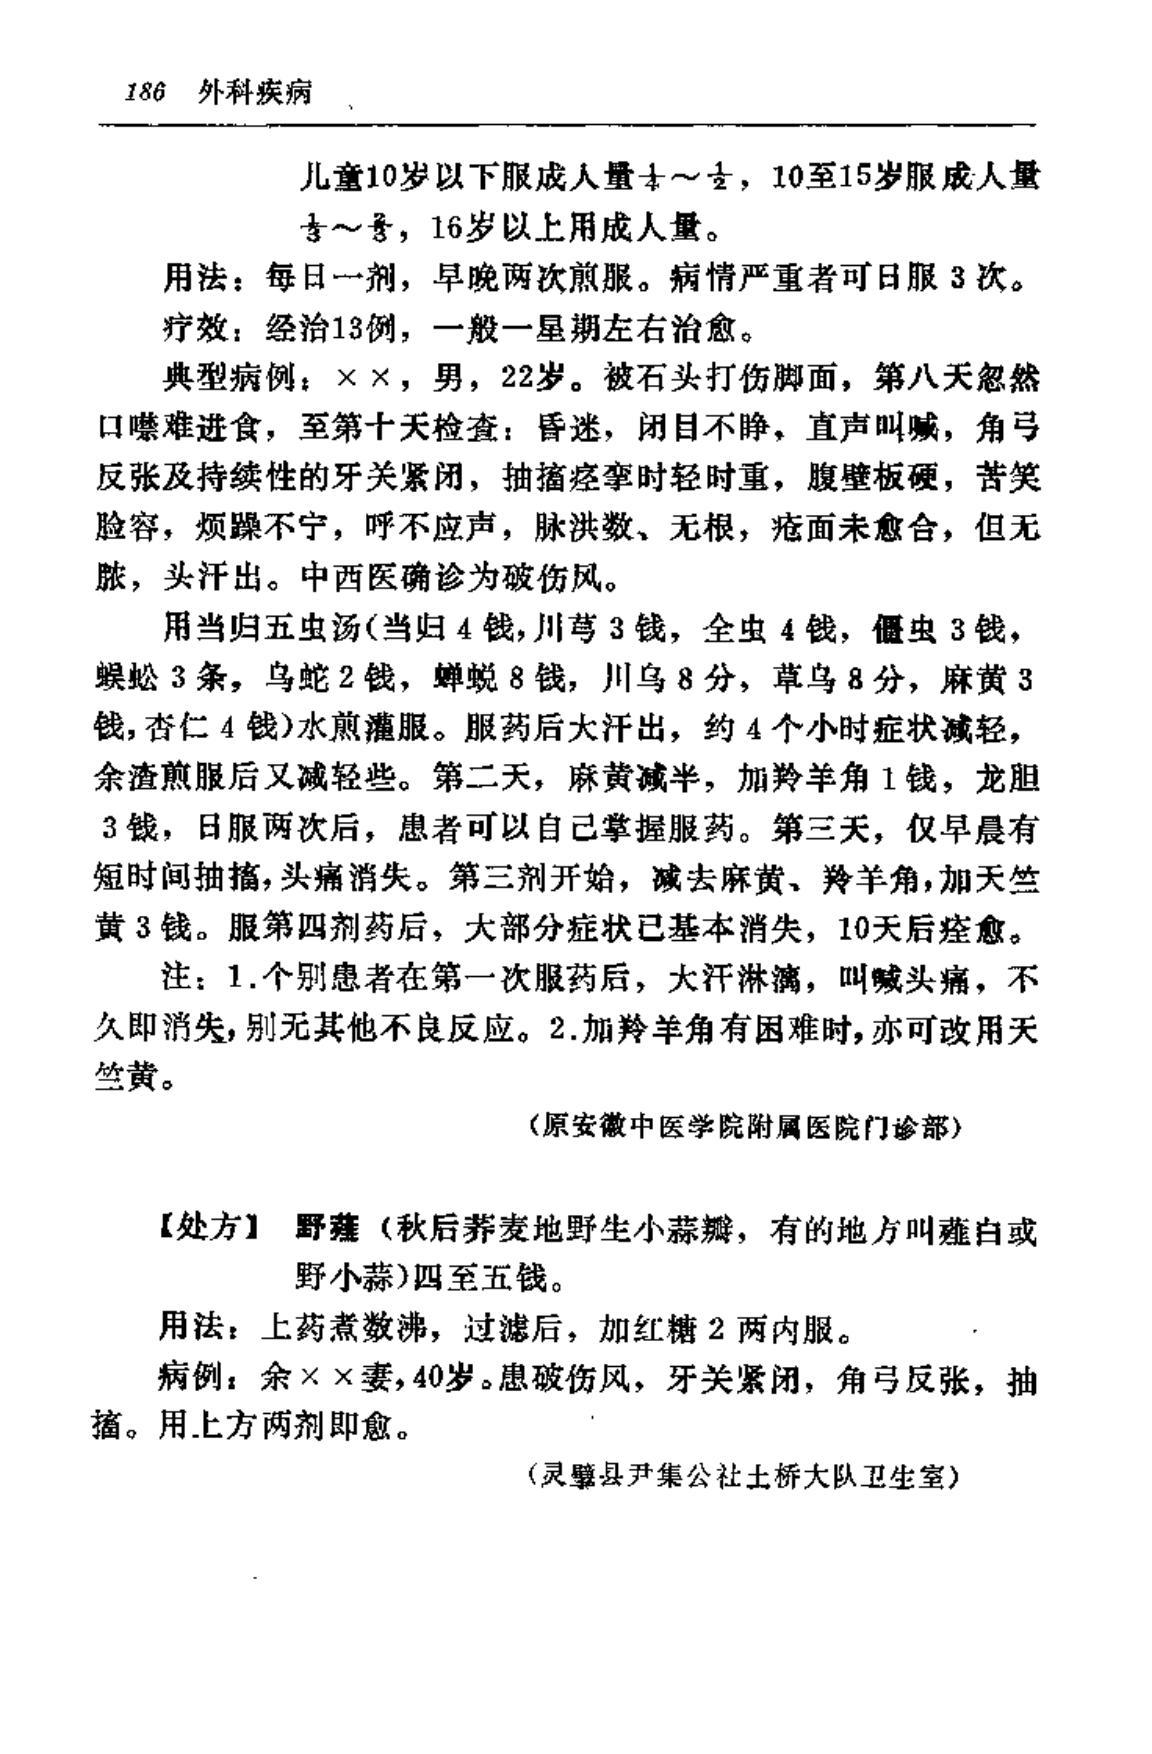 186 外科疾病
儿童10岁以下服成人量¼～½，10至15岁服成人量
⅓～⅔，16岁以上用成人量。
用法：每日一剂，早晚两次煎服。病情严重者可日服3次。
疗效：经治13例，一般一星期左右治愈。
典型病例：××，男，22岁。被石头打伤脚面，第八天忽然
口噤难进食，至第十天检查：昏迷，闭目不睁，直声叫喊，角弓
反张及持续性的牙关紧闭，抽搐痉挛时轻时重，腹壁板硬，苦笑
脸容，烦躁不宁，呼不应声，脉洪数、无根，疮面未愈合，但无
脓，头汗出。中西医确诊为破伤风。
用当归五虫汤(当归4钱，川芎3钱，全虫4钱，僵虫3钱，
蜈蚣3条，乌蛇2钱，蝉蜕8钱，川乌8分，草乌8分，麻黄3
钱，杏仁4钱)水煎灌服。服药后大汗出，约4个小时症状减轻，
余渣煎服后又减轻些。第二天，麻黄减半，加羚羊角1钱，龙胆
3钱，日服两次后，患者可以自己掌握服药。第三天，仅早晨有
短时间抽搐，头痛消失。第三剂开始，减去麻黄、羚羊角，加天竺
黄3钱。服第四剂药后，大部分症状已基本消失，10天后痊愈。
注：1.个别患者在第一次服药后，大汗淋漓，叫喊头痛，不
久即消失，别无其他不良反应。2.加羚羊角有困难时，亦可改用天
竺黄。
（原安徽中医学院附属医院门诊部）
【处方】 野薤（秋后荞麦地野生小蒜瓣，有的地方叫薤白或
野小蒜)四至五钱。
用法：上药煮数沸，过滤后，加红糖2两内服。
病例：余××妻，40岁。患破伤风，牙关紧闭，角弓反张，抽
搐。用上方两剂即愈。
（灵璧县尹集公社土桥大队卫生室）